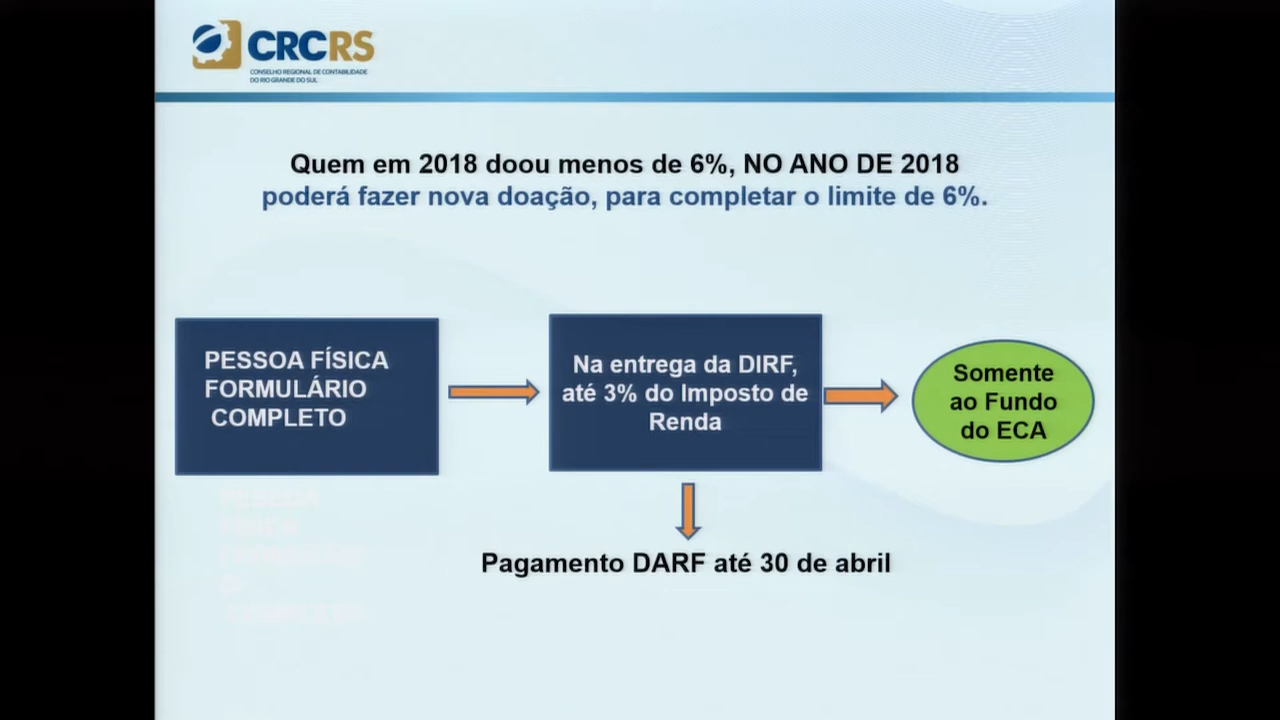 CRCRS
CONSELHO REGIONAL DE CONTABILIDADE
DO RIO GRANDE DO SUL
Quem em 2018 doou menos de 6%, NO ANO DE 2018
poderá fazer nova doação, para completar o limite de 6%.
PESSOA FÍSICA
FORMULÁRIO
COMPLETO
Na entrega da DIRF,
até 3% do Imposto de
Renda
Somente
ao Fundo
do ECA
Pagamento DARF até 30 de abril